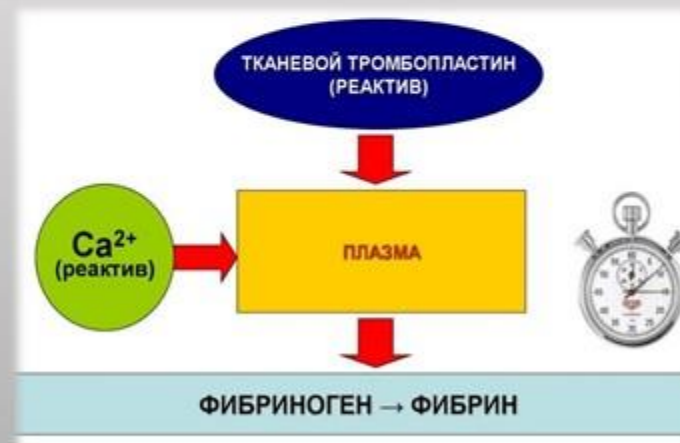 ТКАНЕВОЙ ТРОМБОПЛАСТИН
(РЕАКТИВ)
Ca²⁺
(реактив)
ПЛАЗМА
ФИБРИНОГЕН → ФИБРИН